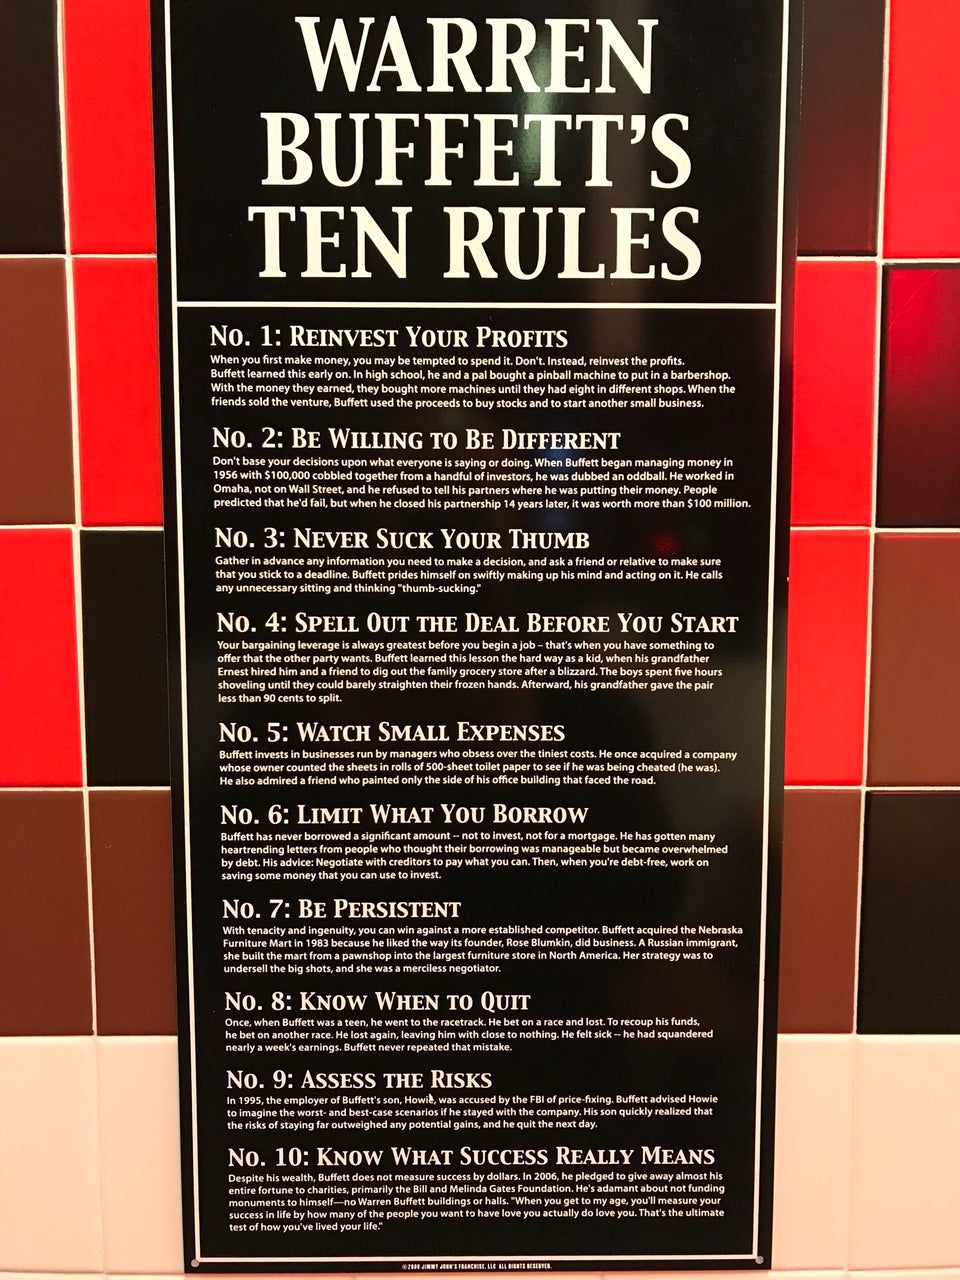 WARREN
BUFFETT'S
TEN RULES
No. 1: REINVEST YOUR PROFITS
When you first make money, you may be tempted to spend it. Don't. Instead, reinvest the profits.
Buffett learned this early on. In high school, he and a pal bought a pinball machine to put in a barbershop.
With the money they earned, they bought more machines until they had eight in different shops. When the
friends sold the venture, Buffett used the proceeds to buy stocks and to start another small business.
No. 2: BE WILLING TO BE DIFFERENT
Don't base your decisions upon what everyone is saying or doing. When Buffett began managing money in
1956 with $100,000 cobbled together from a handful of investors, he was dubbed an oddball. He worked in
Omaha, not on Wall Street, and he refused to tell his partners where he was putting their money. People
predicted that he'd fail, but when he closed his partnership 14 years later, it was worth more than $100 million.
No. 3: NEVER SUCK YOUR THUMB
Gather in advance any information you need to make a decision, and ask a friend or relative to make sure
that you stick to a deadline. Buffett prides himself on swiftly making up his mind and acting on it. He calls
any unnecessary sitting and thinking "thumb-sucking."
No. 4: SPELL OUT THE DEAL BEFORE YOU START
Your bargaining leverage is always greatest before you begin a job – that's when you have something to
offer that the other party wants. Buffett learned this lesson the hard way as a kid, when his grandfather
Ernest hired him and a friend to dig out the family grocery store after a blizzard. The boys spent five hours
shoveling until they could barely straighten their frozen hands. Afterward, his grandfather gave the pair
less than 90 cents to split.
No. 5: WATCH SMALL EXPENSES
Buffett invests in businesses run by managers who obsess over the tiniest costs. He once acquired a company
whose owner counted the sheets in rolls of 500-sheet toilet paper to see if he was being cheated (he was).
He also admired a friend who painted only the side of his office building that faced the road.
No. 6: LIMIT WHAT YOU BORROW
Buffett has never borrowed a significant amount -- not to invest, not for a mortgage. He has gotten many
heartrending letters from people who thought their borrowing was manageable but became overwhelmed
by debt. His advice: Negotiate with creditors to pay what you can. Then, when you're debt-free, work on
saving some money that you can use to invest.
No. 7: BE PERSISTENT
With tenacity and ingenuity, you can win against a more established competitor. Buffett acquired the Nebraska
Furniture Mart in 1983 because he liked the way its founder, Rose Blumkin, did business. A Russian immigrant,
she built the mart from a pawnshop into the largest furniture store in North America. Her strategy was to
undersell the big shots, and she was a merciless negotiator.
No. 8: KNOW WHEN TO QUIT
Once, when Buffett was a teen, he went to the racetrack. He bet on a race and lost. To recoup his funds,
he bet on another race. He lost again, leaving him with close to nothing. He felt sick -- he had squandered
nearly a week's earnings. Buffett never repeated that mistake.
No. 9: ASSESS THE RISKS
In 1995, the employer of Buffett's son, Howie, was accused by the FBI of price-fixing. Buffett advised Howie
to imagine the worst- and best-case scenarios if he stayed with the company. His son quickly realized that
the risks of staying far outweighed any potential gains, and he quit the next day.
No. 10: KNOW WHAT SUCCESS REALLY MEANS
Despite his wealth, Buffett does not measure success by dollars. In 2006, he pledged to give away almost his
entire fortune to charities, primarily the Bill and Melinda Gates Foundation. He's adamant about not funding
monuments to himself—no Warren Buffett buildings or halls. "When you get to my age, you'll measure your
success in life by how many of the people you want to have love you actually do love you. That's the ultimate
test of how you've lived your life."
©2009 JIMMY JOHN'S FRANCHISE, LLC ALL RIGHTS RESERVED.